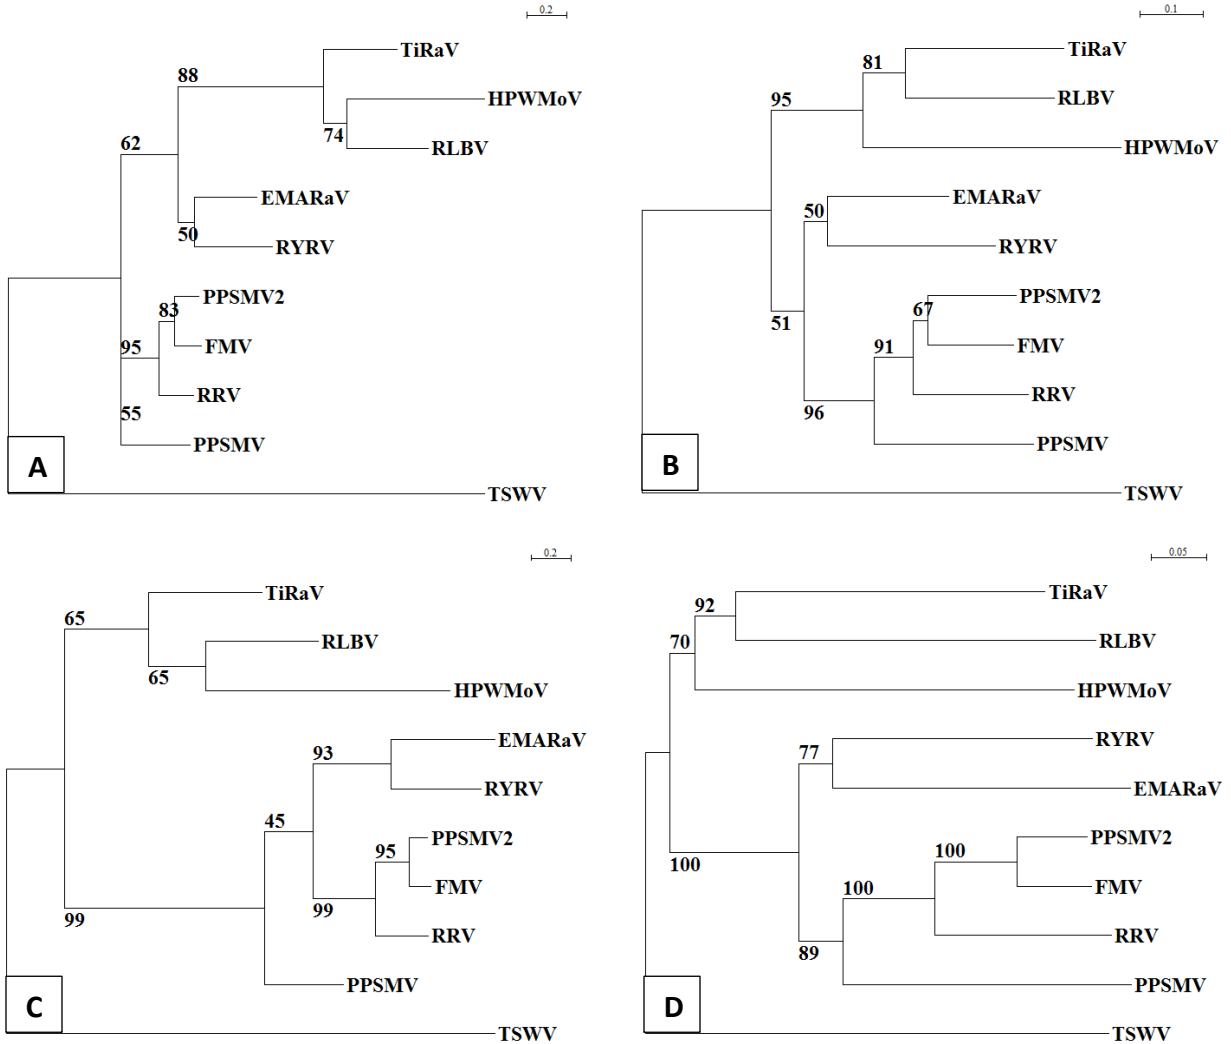 0.2
TiRaV
88
HPWMoV
74
RLBV
62
EMARaV
50
RYRV
PPSMV2
83
FMV
95
RRV
55
PPSMV
A
TSWV
0.1
TiRaV
81
RLBV
95
HPWMoV
EMARaV
50
RYRV
PPSMV2
67
FMV
51
91
RRV
96
PPSMV
B
TSWV
0.2
TiRaV
65
RLBV
65
HPWMoV
EMARaV
93
RYRV
45
PPSMV2
95
FMV
99
RRV
99
PPSMV
C
TSWV
0.05
TiRaV
92
RLBV
70
HPWMoV
RYRV
77
EMARaV
PPSMV2
100
100
FMV
100
RRV
89
PPSMV
D
TSWV